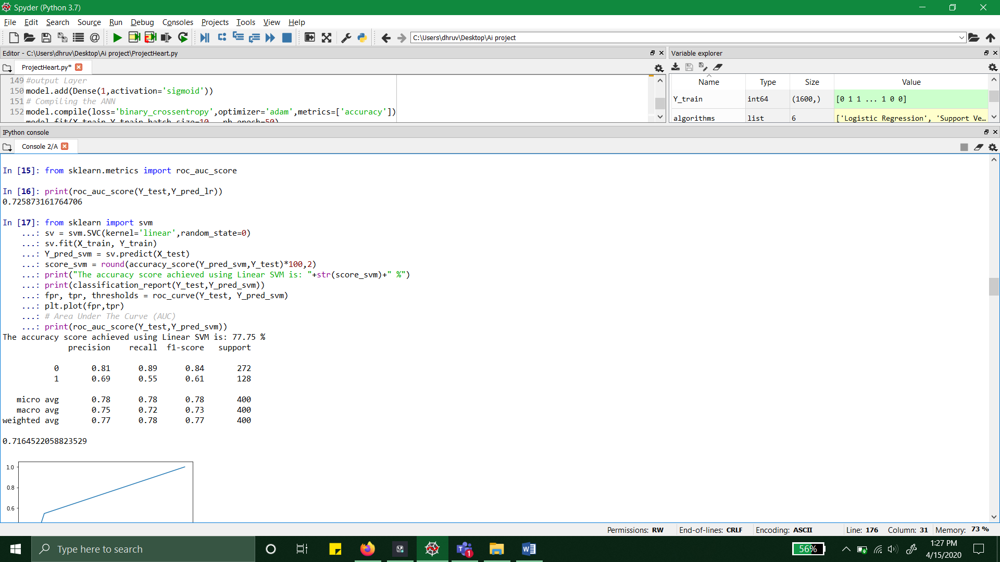 Spyder (Python 3.7)
File Edit Search Source Run Debug Consoles Projects Tools View Help
C:\Users\dhruv\Desktop\Ai project
Editor - C:\Users\dhruv\Desktop\Ai project\ProjectHeart.py
ProjectHeart.py*
149 #output Layer
150 model.add(Dense(1,activation='sigmoid'))
151 # Compiling the ANN
152 model.compile(loss='binary_crossentropy',optimizer='adam',metrics=['accuracy'])
model.fit(X_train,Y_train,batch_size=10, nb_epoch=50)
Variable explorer
Name Type Size Value
Y_train int64 (1600,) [0 1 1 ... 1 0 0]
algorithms list 6 ['Logistic Regression', 'Support Ve...
IPython console
Console 2/A
In [15]: from sklearn.metrics import roc_auc_score
In [16]: print(roc_auc_score(Y_test,Y_pred_lr))
0.725873161764706
In [17]: from sklearn import svm
...: sv = svm.SVC(kernel='linear',random_state=0)
...: sv.fit(X_train, Y_train)
...: Y_pred_svm = sv.predict(X_test)
...: score_svm = round(accuracy_score(Y_pred_svm,Y_test)*100,2)
...: print("The accuracy score achieved using Linear SVM is: "+str(score_svm)+" %")
...: print(classification_report(Y_test,Y_pred_svm))
...: fpr, tpr, thresholds = roc_curve(Y_test, Y_pred_svm)
...: plt.plot(fpr,tpr)
...: # Area Under The Curve (AUC)
...: print(roc_auc_score(Y_test,Y_pred_svm))
The accuracy score achieved using Linear SVM is: 77.75 %
precision recall f1-score support
0 0.81 0.89 0.84 272
1 0.69 0.55 0.61 128
micro avg 0.78 0.78 0.78 400
macro avg 0.75 0.72 0.73 400
weighted avg 0.77 0.78 0.77 400
0.7164522058823529
1.0
0.8
0.6
Permissions: RW End-of-lines: CRLF Encoding: ASCII Line: 176 Column: 31 Memory: 73 %
Type here to search
1
56%
1:27 PM
4/15/2020